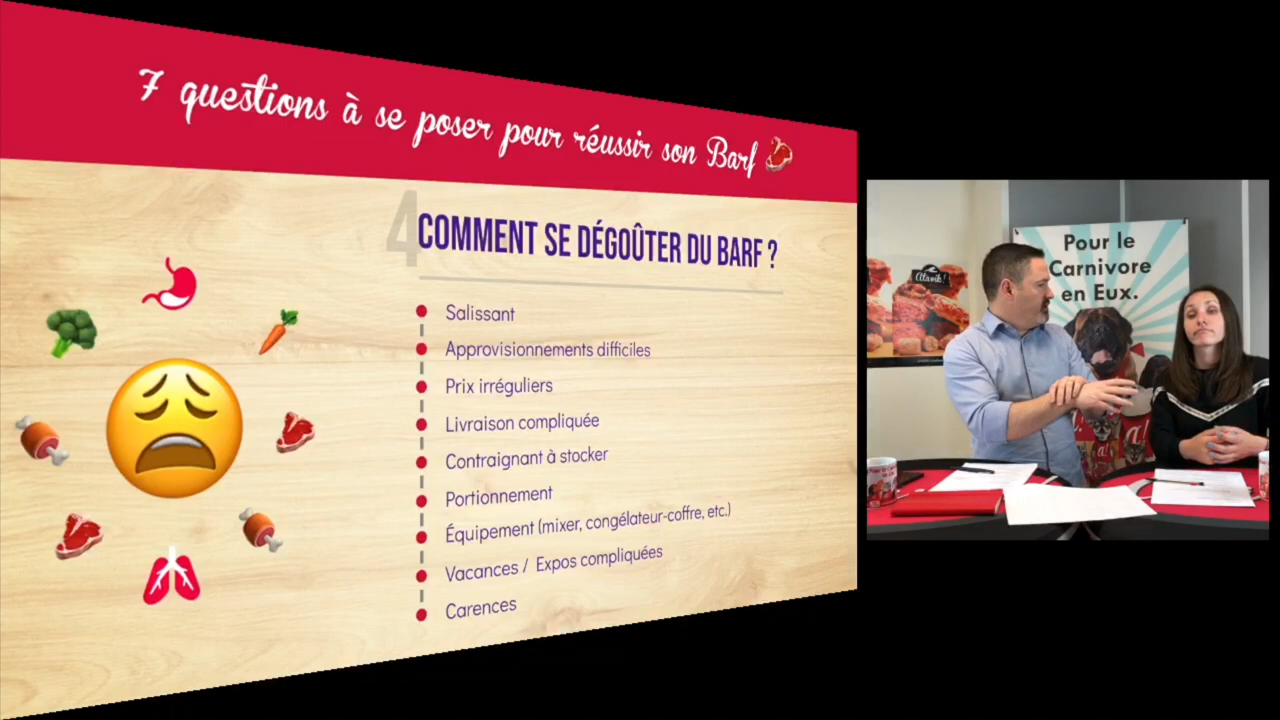 7 questions à se poser pour réussir son Barf
4
COMMENT SE DÉGOÛTER DU BARF ?
Salissant
Approvisionnements difficiles
Prix irréguliers
Livraison compliquée
Contraignant à stocker
Portionnement
Équipement (mixer, congélateur-coffre, etc.)
Vacances / Expos compliquées
Carences
Atavik!
Pour le
Carnivore
en Eux.